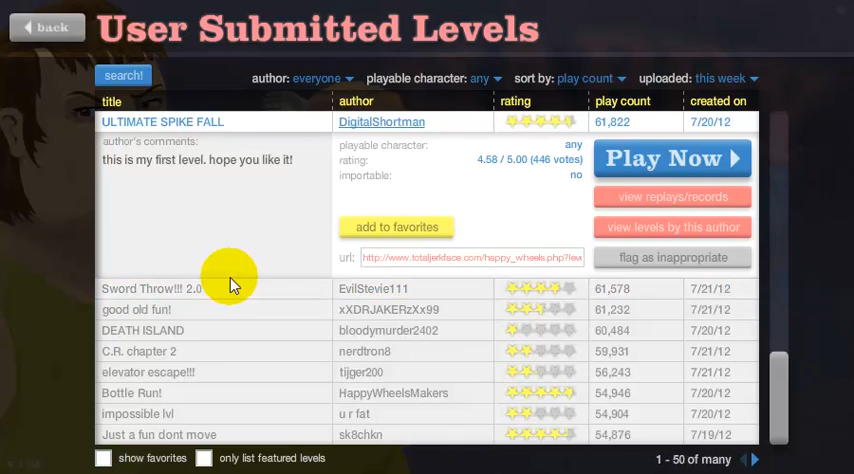 back
User Submitted Levels
search!
author: everyone playable character: any sort by: play count uploaded: this week
title author rating play count created on
ULTIMATE SPIKE FALL DigitalShortman 61,822 7/20/12
author's comments:
this is my first level. hope you like it!
playable character: any
rating: 4.58 / 5.00 (446 votes)
importable: no
Play Now
view replays/records
add to favorites
view levels by this author
url: http://www.totaljerkface.com/happy_wheels.php?leve
flag as inappropriate
Sword Throw!!! 2.0 EvilStevie111 61,578 7/21/12
good old fun! xXDRJAKERzXx99 61,232 7/21/12
DEATH ISLAND bloodymurder2402 60,484 7/20/12
C.R. chapter 2 nerdtron8 59,931 7/21/12
elevator escape!!! tijger200 56,243 7/21/12
Bottle Run! HappyWheelsMakers 54,946 7/20/12
impossible lvl u r fat 54,904 7/20/12
Just a fun dont move sk8chkn 54,876 7/19/12
show favorites only list featured levels 1 - 50 of many